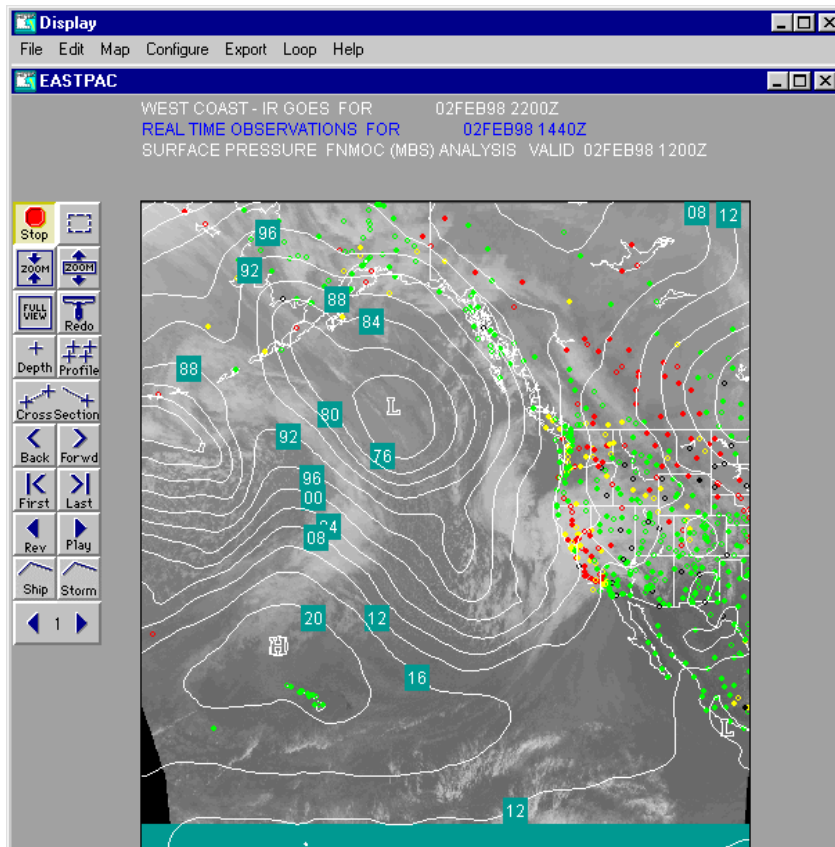 Display
File Edit Map Configure Export Loop Help
EASTPAC
WEST COAST - IR GOES FOR 02FEB98 2200Z
REAL TIME OBSERVATIONS FOR 02FEB98 1440Z
SURFACE PRESSURE FNMOC (MBS) ANALYSIS VALID 02FEB98 1200Z
Stop
ZOOM ZOOM
FULL VIEW Redo
Depth Profile
Cross Section
Back Forwd
First Last
Rev Play
Ship Storm
1
08 12
96
92
88
84
88
L
80
92
76
96
00
08
20 12
H
16
L
12